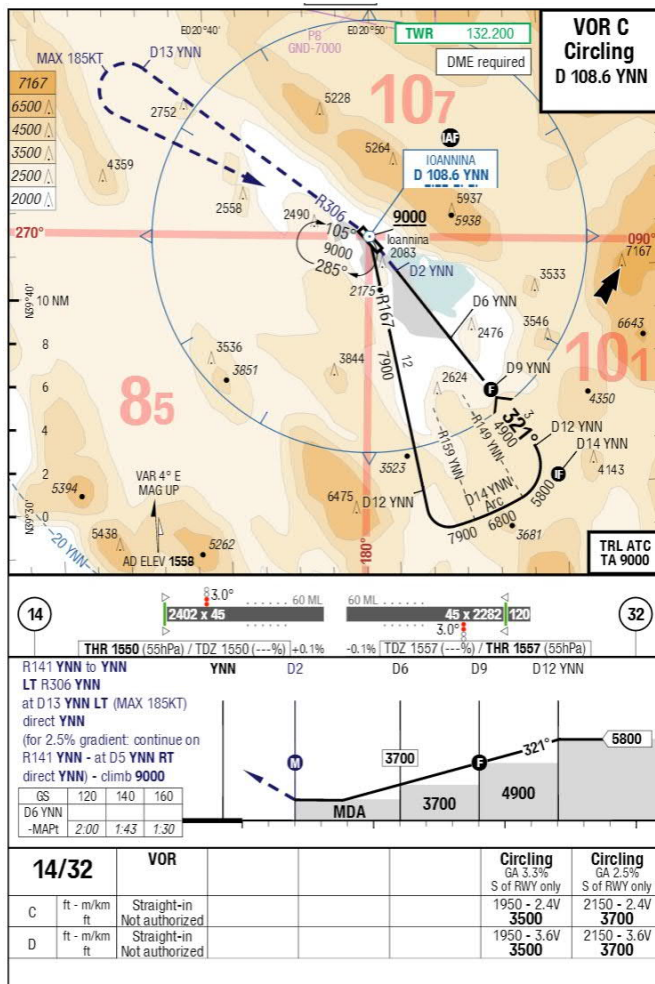 E020°40'
P8
GND-7000
E020°50'
TWR 132.200
DME required
VOR C
Circling
D 108.6 YNN
MAX 185KT
D13 YNN
7167
6500
4500
3500
2500
2000
2752
5228
10 7
5264
IAF
IOANNINA
D 108.6 YNN
4359
2558
2490
R306
5937
5938
9000
270°
105°
9000
285°
Ioannina
2083
D2 YNN
090°
7167
2175
R167
3533
D6 YNN
2476
3546
6643
10 NM
N39°40'
8
6
4
2
0
3536
3851
3844
7900
12
2624
F
D9 YNN
10 1
4350
8 5
321°
3
4900
D12 YNN
R159 YNN
R149 YNN
D14 YNN
IF
4143
3523
D12 YNN
D14 YNN
Arc
5800
5394
VAR 4° E
MAG UP
6475
7900
6800
3681
N39°30'
20 YNN
5438
5262
AD ELEV 1558
180°
TRL ATC
TA 9000
14
3.0°
60 ML
60 ML
32
2402 x 45
45 x 2282
120
3.0°
THR 1550 (55hPa) / TDZ 1550 (---%) +0.1%
-0.1% TDZ 1557 (---%) / THR 1557 (55hPa)
R141 YNN to YNN
LT R306 YNN
at D13 YNN LT (MAX 185KT)
direct YNN
(for 2.5% gradient: continue on
R141 YNN - at D5 YNN RT
direct YNN) - climb 9000
YNN D2 D6 D9 D12 YNN
M
3700
F
321°
5800
MDA
3700
4900
GS 120 140 160
D6 YNN
-MAPt 2:00 1:43 1:30
14/32 VOR
Circling
GA 3.3%
S of RWY only
Circling
GA 2.5%
S of RWY only
C ft - m/km Straight-in 1950 - 2.4V 2150 - 2.4V
ft Not authorized 3500 3700
D ft - m/km Straight-in 1950 - 3.6V 2150 - 3.6V
ft Not authorized 3500 3700